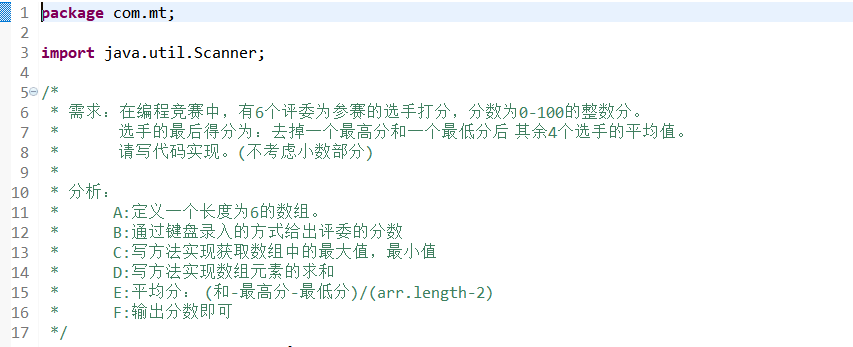 1 package com.mt;
2
3 import java.util.Scanner;
4
5 /*
6 * 需求：在编程竞赛中，有6个评委为参赛的选手打分，分数为0-100的整数分。
7 * 选手的最后得分为：去掉一个最高分和一个最低分后 其余4个选手的平均值。
8 * 请写代码实现。(不考虑小数部分)
9 *
10 * 分析：
11 * A:定义一个长度为6的数组。
12 * B:通过键盘录入的方式给出评委的分数
13 * C:写方法实现获取数组中的最大值，最小值
14 * D:写方法实现数组元素的求和
15 * E:平均分： (和-最高分-最低分)/(arr.length-2)
16 * F:输出分数即可
17 */